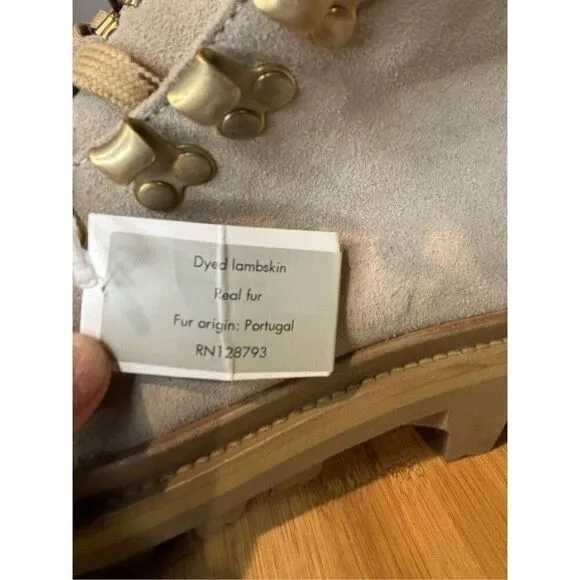 Dyed lambskin
Real fur
Fur origin: Portugal
RN128793